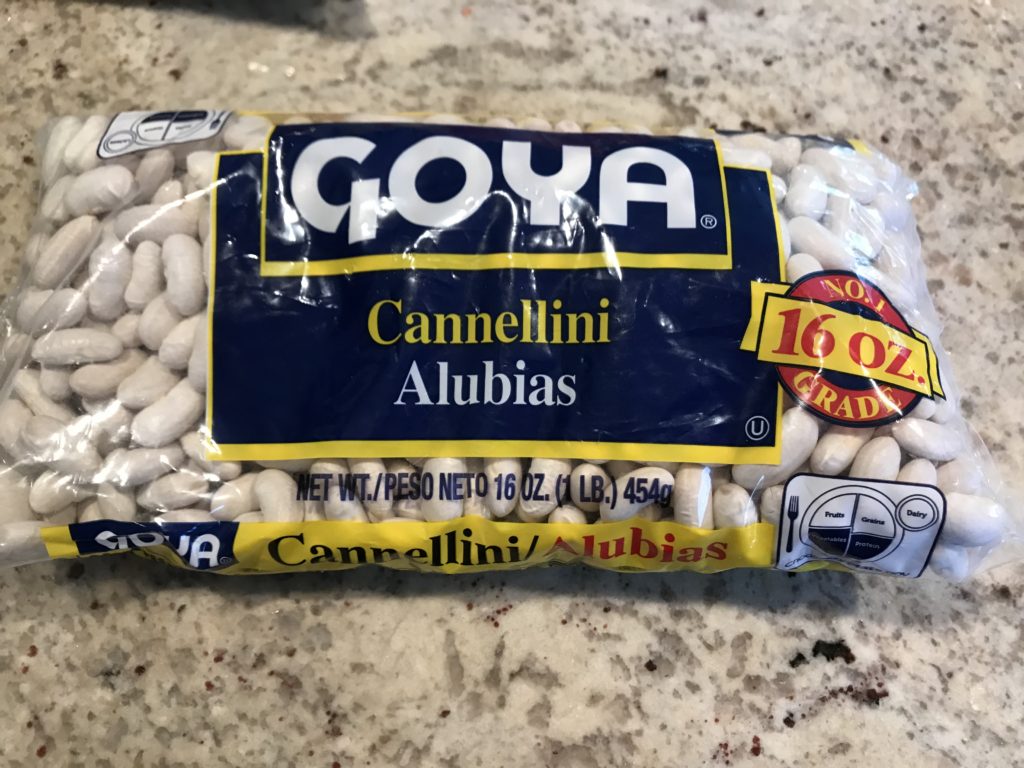 GOYA®
Cannellini
Alubias
NO. 1
16 OZ.
GRADE
U
NET WT./PESO NETO 16 OZ. (1 LB.) 454g
GOYA®
Cannellini/Alubias
Fruits
Grains
Dairy
Protein